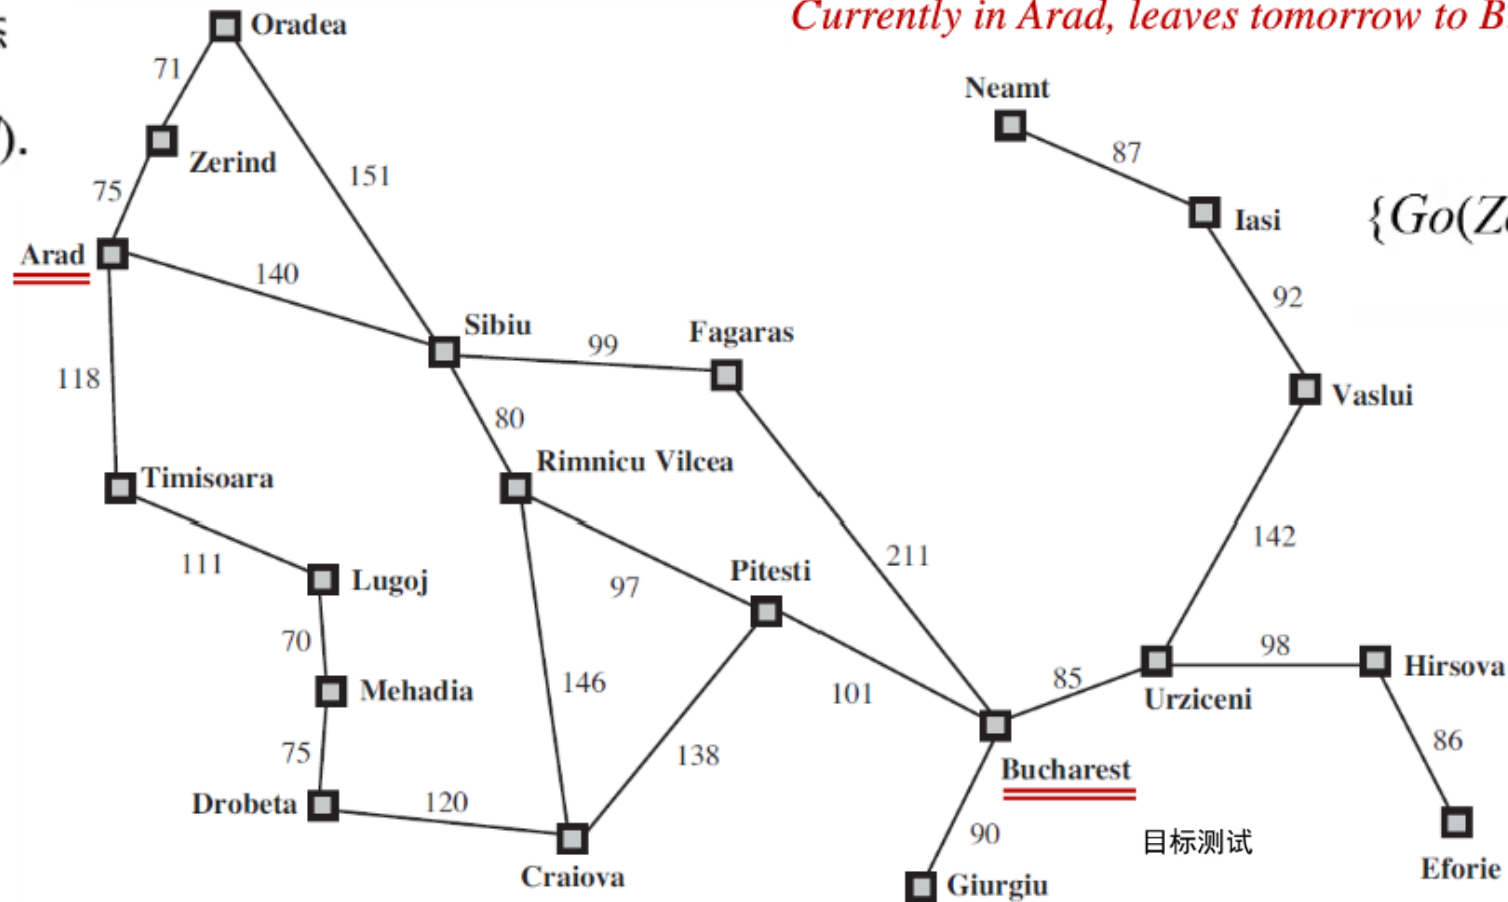 Currently in Arad, leaves tomorrow to B
Oradea
71
Neamt
).
87
Zerind
151
75
Iasi
{Go(Z
Arad
140
92
Sibiu
Fagaras
99
118
Vaslui
80
Rimnicu Vilcea
Timisoara
142
211
111
Pitesti
Lugoj
97
70
98
Hirsova
85
146
101
Mehadia
Urziceni
86
75
138
Bucharest
Drobeta
120
90
目标测试
Eforie
Craiova
Giurgiu